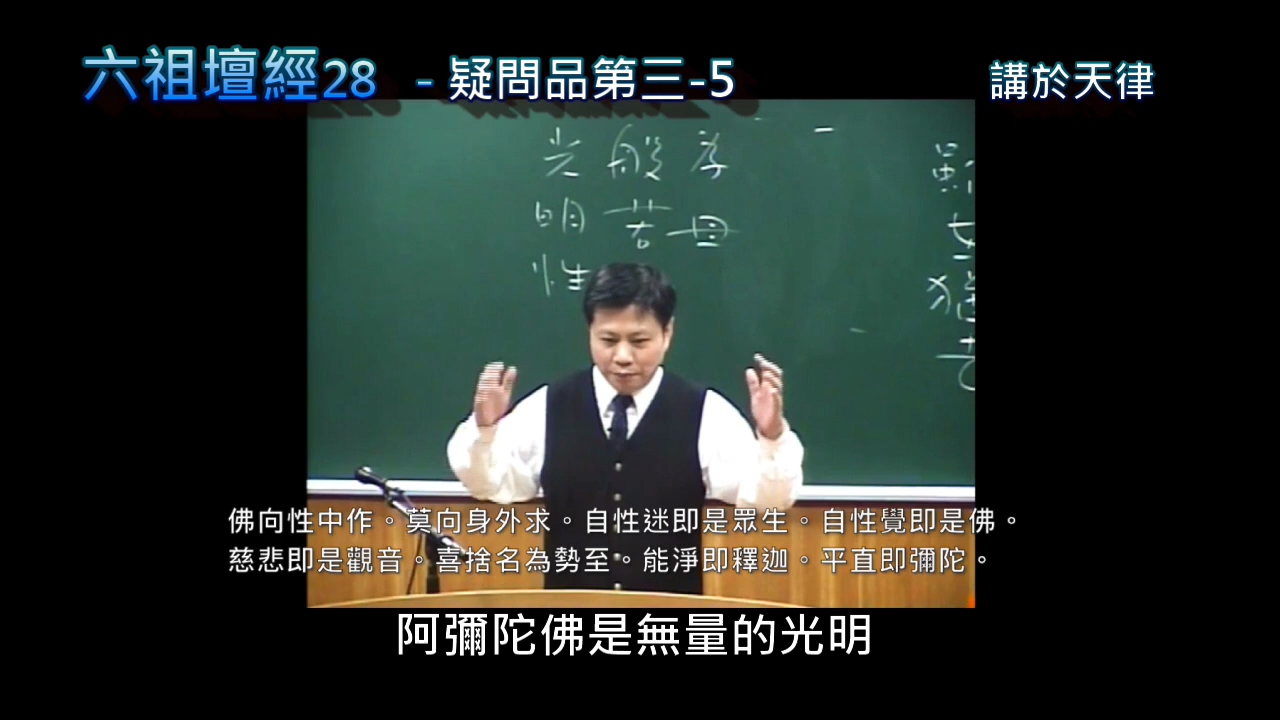 六祖壇經28 - 疑問品第三-5
講於天律
光明性
般若
孝母
佛向性中作。莫向身外求。自性迷即是眾生。自性覺即是佛。
慈悲即是觀音。喜捨名為勢至。能淨即釋迦。平直即彌陀。
阿彌陀佛是無量的光明